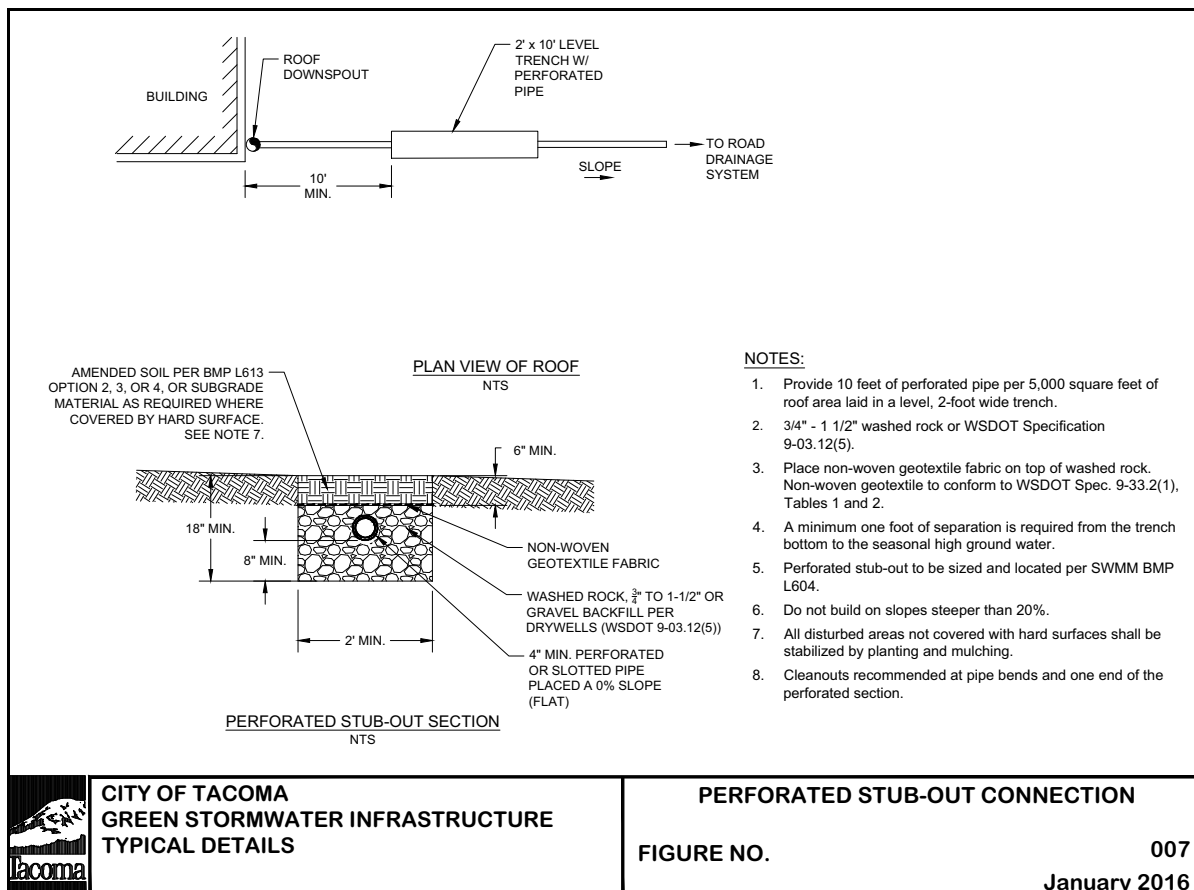 ROOF
DOWNSPOUT
BUILDING
2' x 10' LEVEL
TRENCH W/
PERFORATED
PIPE
TO ROAD
DRAINAGE
SYSTEM
SLOPE
10'
MIN.
PLAN VIEW OF ROOF
NTS
AMENDED SOIL PER BMP L613
OPTION 2, 3, OR 4, OR SUBGRADE
MATERIAL AS REQUIRED WHERE
COVERED BY HARD SURFACE.
SEE NOTE 7.
6" MIN.
18" MIN.
8" MIN.
2' MIN.
NON-WOVEN
GEOTEXTILE FABRIC
WASHED ROCK, 3/4" TO 1-1/2" OR
GRAVEL BACKFILL PER
DRYWELLS (WSDOT 9-03.12(5))
4" MIN. PERFORATED
OR SLOTTED PIPE
PLACED A 0% SLOPE
(FLAT)
PERFORATED STUB-OUT SECTION
NTS
NOTES:
1. Provide 10 feet of perforated pipe per 5,000 square feet of
roof area laid in a level, 2-foot wide trench.
2. 3/4" - 1 1/2" washed rock or WSDOT Specification
9-03.12(5).
3. Place non-woven geotextile fabric on top of washed rock.
Non-woven geotextile to conform to WSDOT Spec. 9-33.2(1),
Tables 1 and 2.
4. A minimum one foot of separation is required from the trench
bottom to the seasonal high ground water.
5. Perforated stub-out to be sized and located per SWMM BMP
L604.
6. Do not build on slopes steeper than 20%.
7. All disturbed areas not covered with hard surfaces shall be
stabilized by planting and mulching.
8. Cleanouts recommended at pipe bends and one end of the
perforated section.
Tacoma
CITY OF TACOMA
GREEN STORMWATER INFRASTRUCTURE
TYPICAL DETAILS
PERFORATED STUB-OUT CONNECTION
FIGURE NO. 007
January 2016